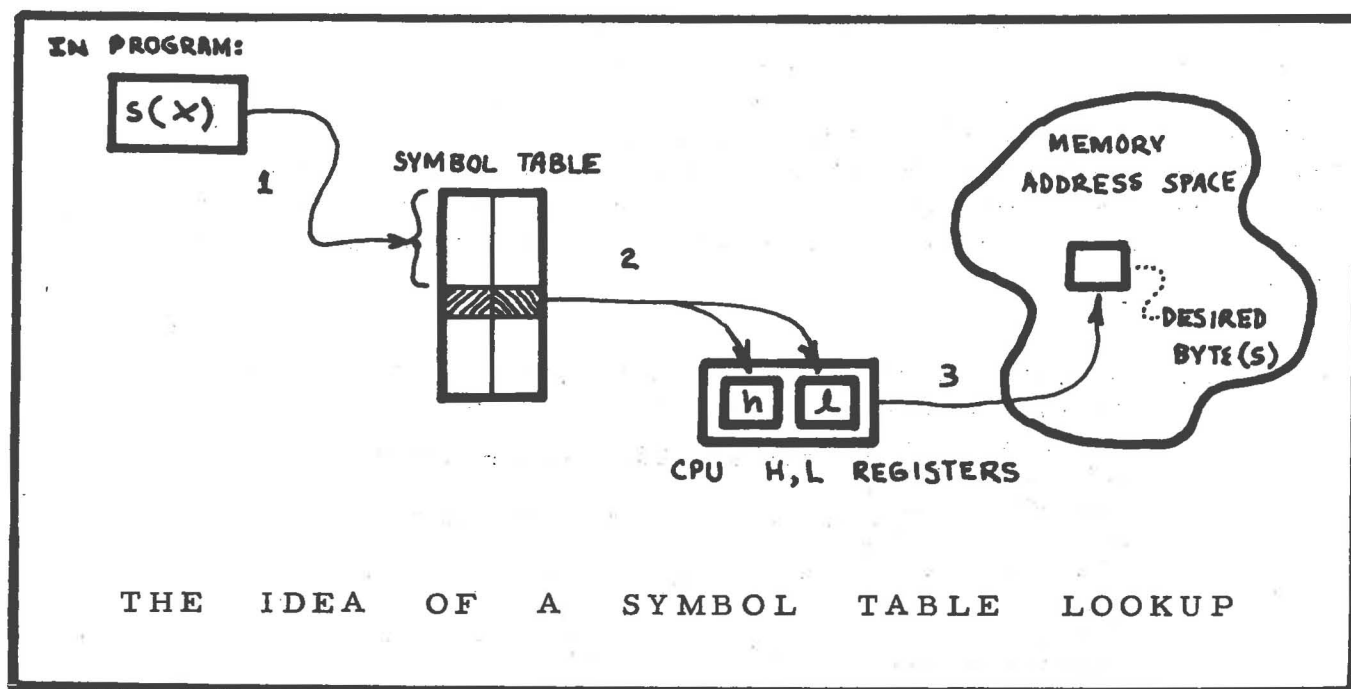 IN PROGRAM:
S(X)
1
SYMBOL TABLE
2
MEMORY
ADDRESS SPACE
DESIRED
BYTE(S)
3
h l
CPU H,L REGISTERS
THE IDEA OF A SYMBOL TABLE LOOKUP